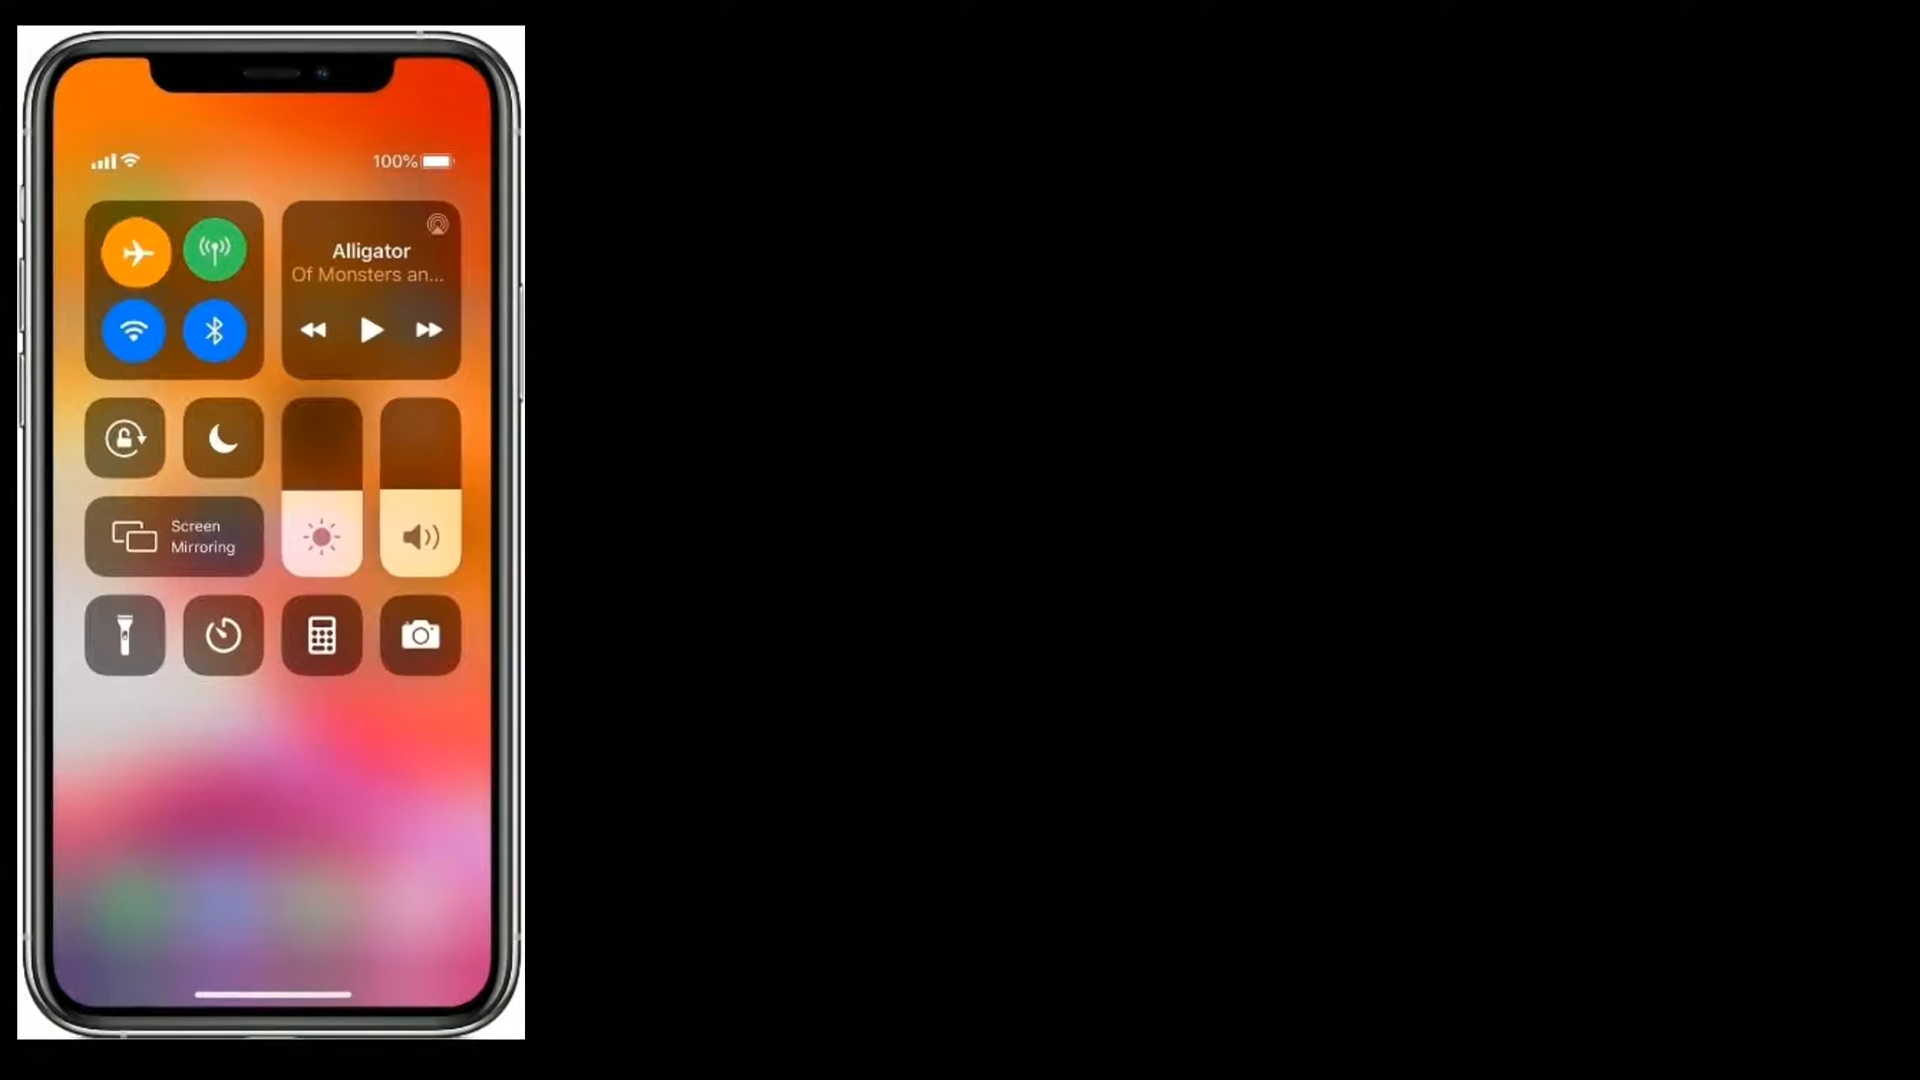 100%
Alligator
Of Monsters an...
Screen
Mirroring